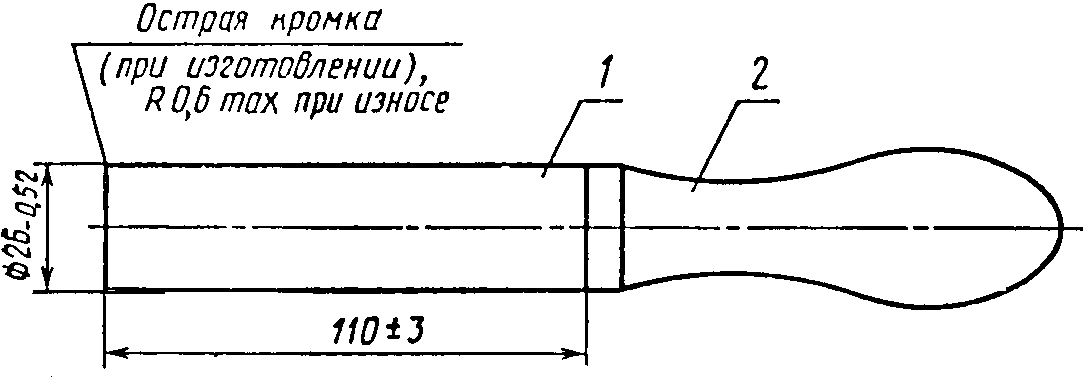 Острая кромка
(при изготовлении),
R 0,6 max при износе
1
2
ϕ26-0,52
110±3